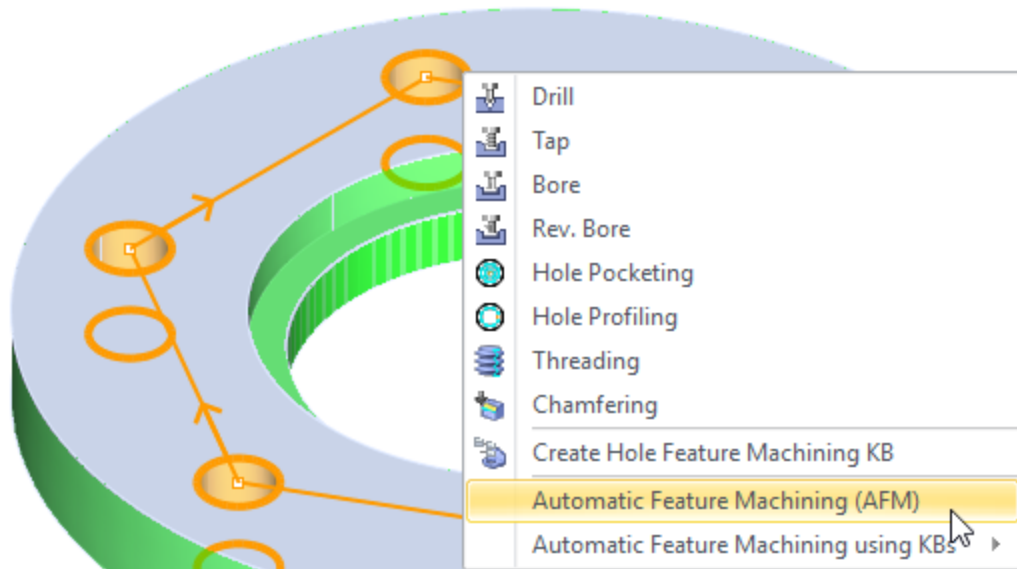 Drill
Tap
Bore
Rev. Bore
Hole Pocketing
Hole Profiling
Threading
Chamfering
Create Hole Feature Machining KB
Automatic Feature Machining (AFM)
Automatic Feature Machining using KBs